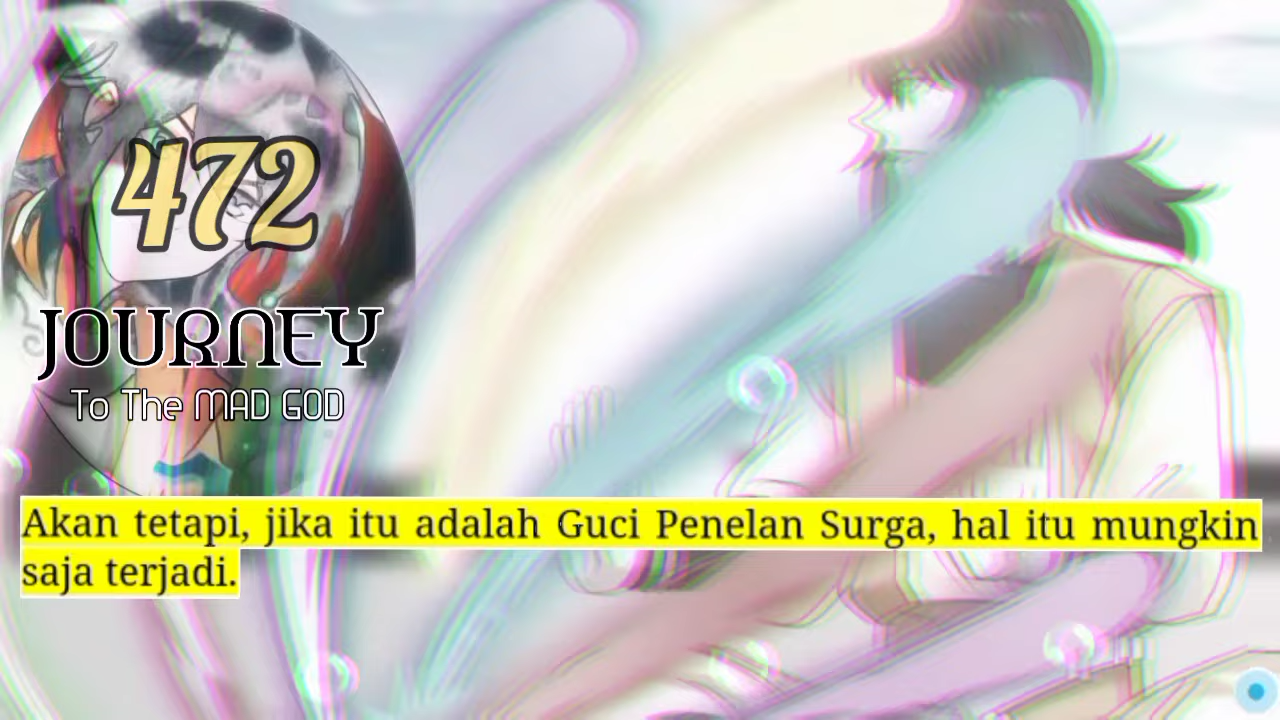 472
JOURNEY
To The MAD GOD
Akan tetapi, jika itu adalah Guci Penelan Surga, hal itu mungkin
saja terjadi.